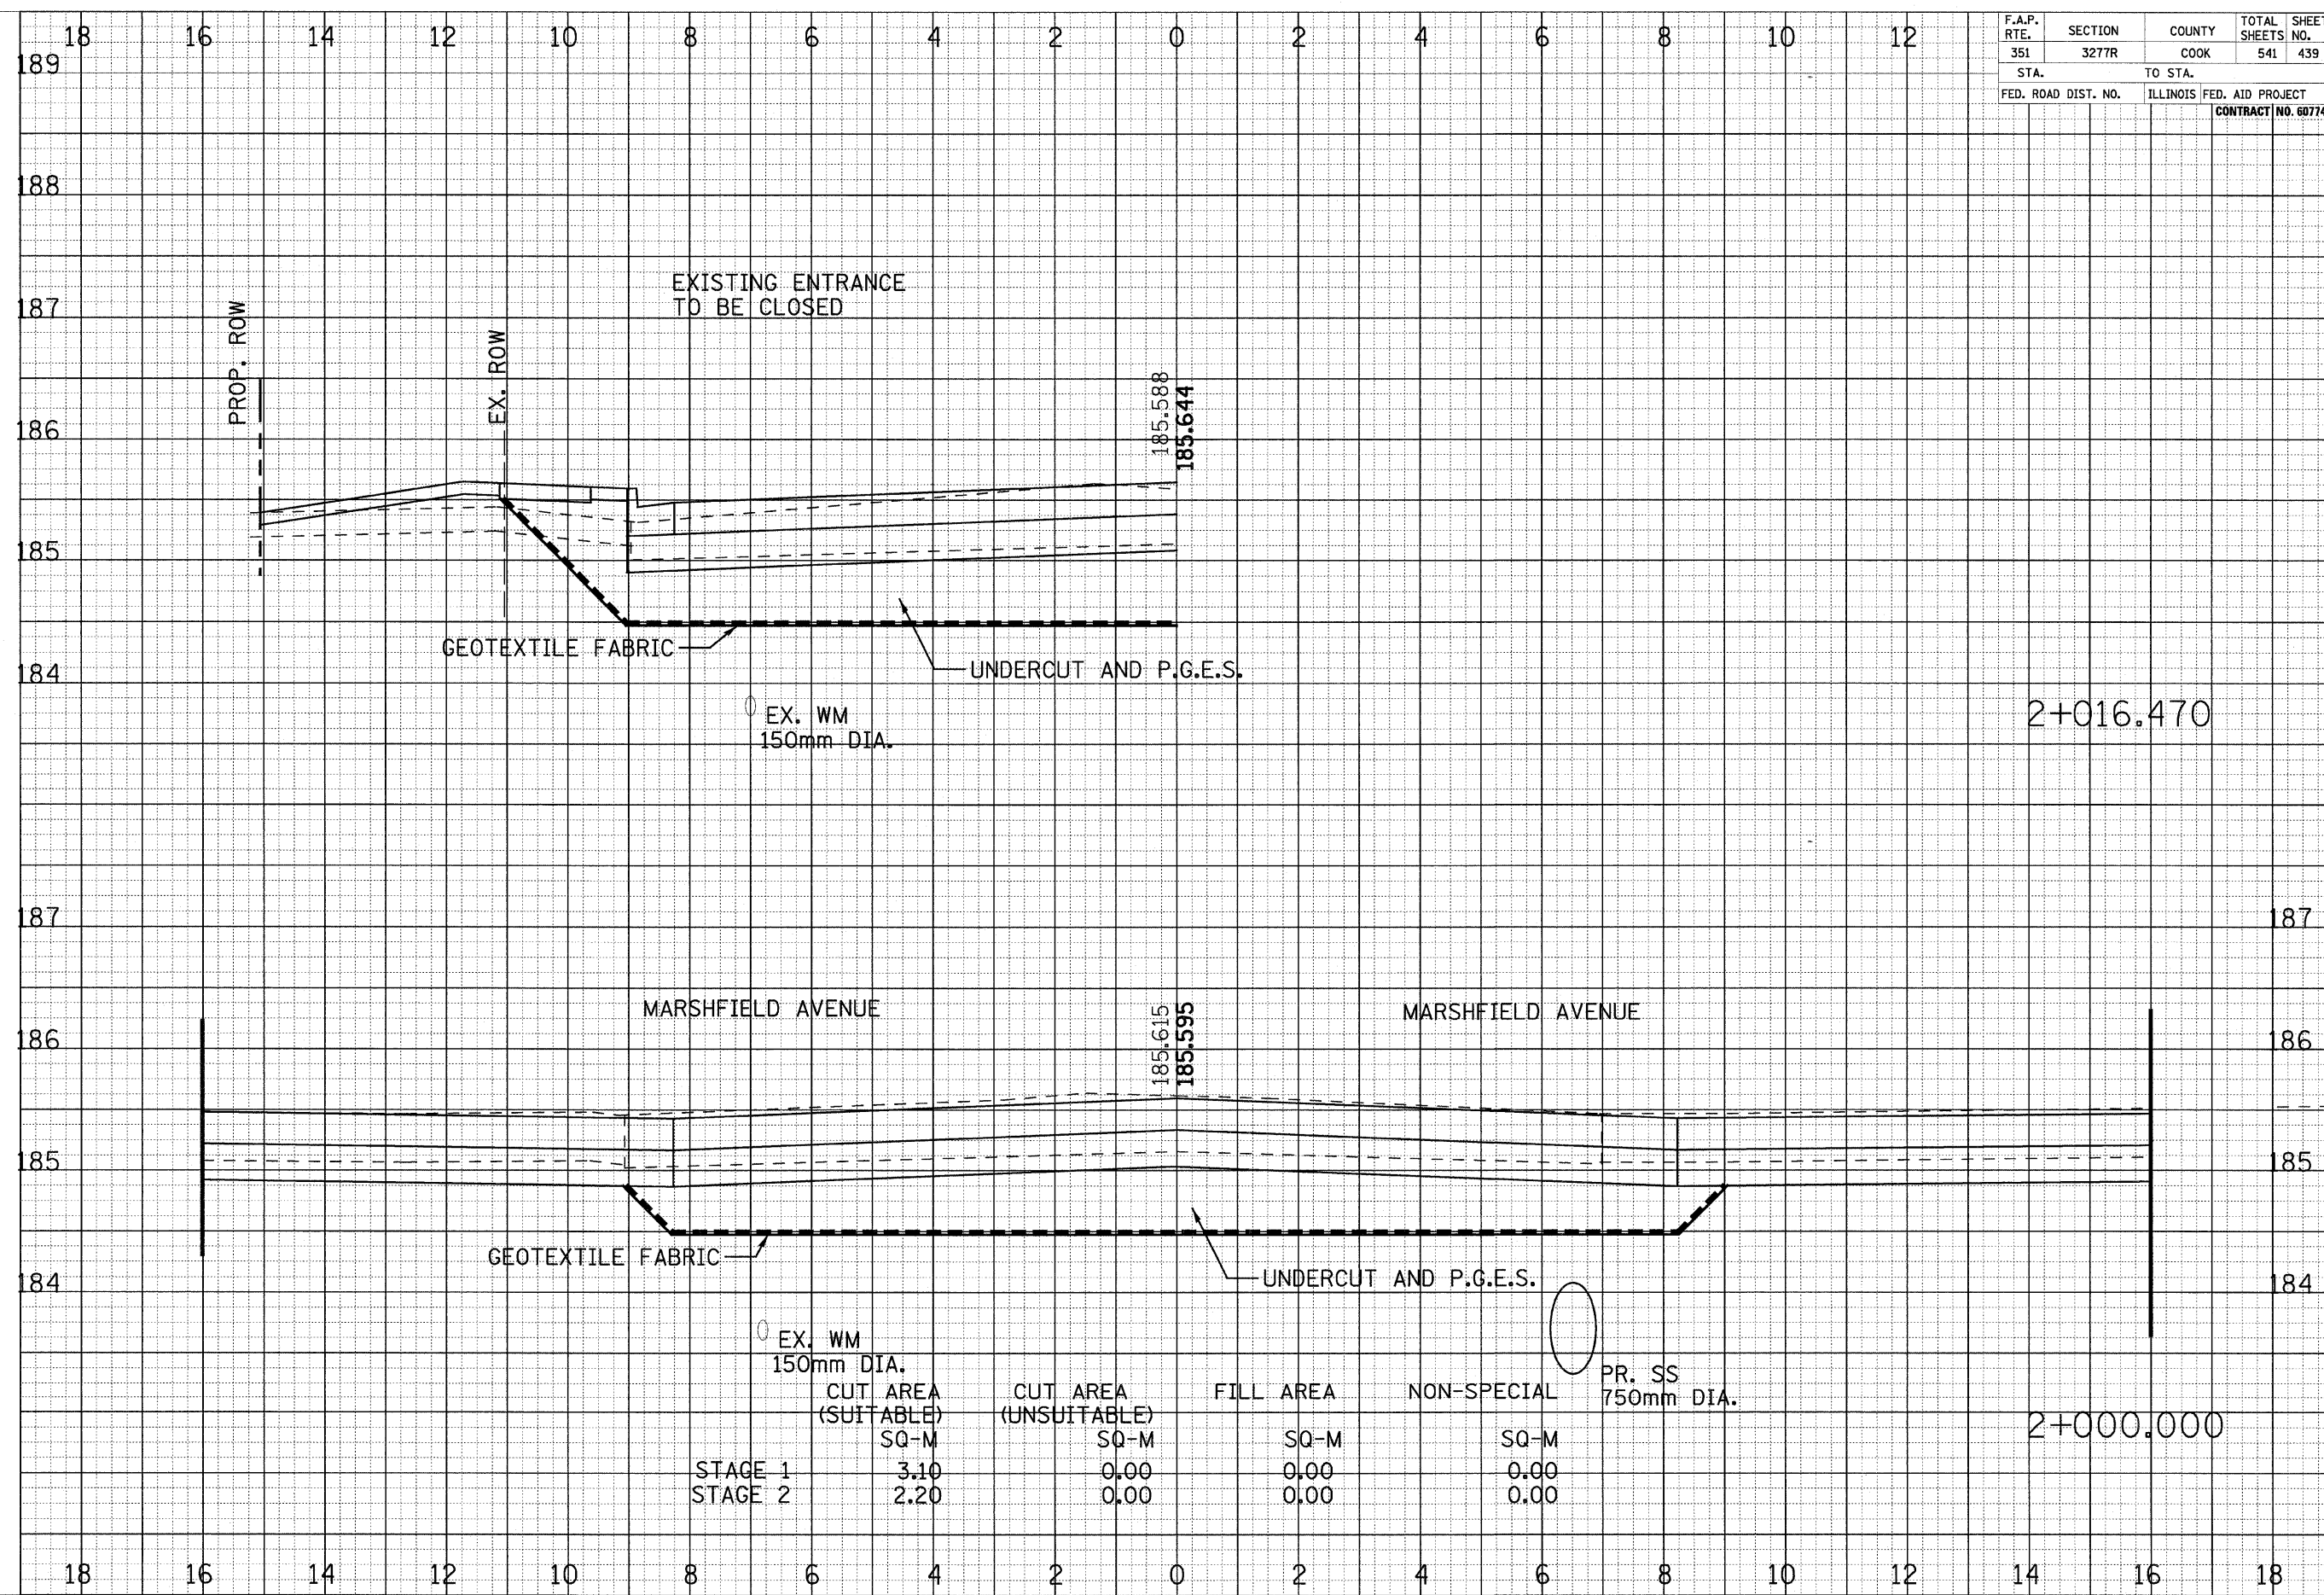 18 16 14 12 10 8 6 4 2 0 2 4 6 8 10 12
F.A.P. RTE. SECTION COUNTY TOTAL SHEETS SHEET NO.
351 3277R COOK 541 439
STA. TO STA.
FED. ROAD DIST. NO. ILLINOIS FED. AID PROJECT
CONTRACT NO. 60774
189
188
187
EXISTING ENTRANCE
TO BE CLOSED
PROP. ROW
EX. ROW
185.588
185.644
186
185
GEOTEXTILE FABRIC
UNDERCUT AND P.G.E.S.
184
EX. WM
150mm DIA.
2+016.470
187 187
MARSHFIELD AVENUE MARSHFIELD AVENUE
185.615
185.595
186 186
185 185
GEOTEXTILE FABRIC
UNDERCUT AND P.G.E.S.
184 184
EX. WM
150mm DIA.
PR. SS
750mm DIA.
CUT AREA CUT AREA FILL AREA NON-SPECIAL
(SUITABLE) (UNSUITABLE)
SQ-M SQ-M SQ-M SQ-M
STAGE 1 3.10 0.00 0.00 0.00
STAGE 2 2.20 0.00 0.00 0.00
2+000.000
18 16 14 12 10 8 6 4 2 0 2 4 6 8 10 12 14 16 18